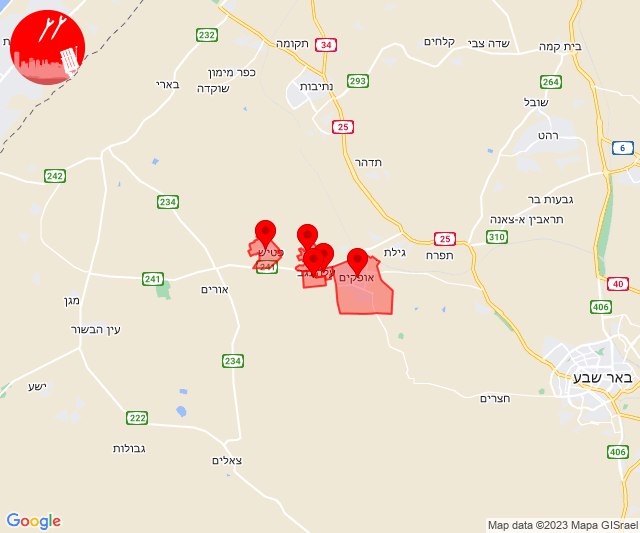 232
תקומה
34
קלחים
שדה צבי
בית קמה
כפר מימון
שוקדה
בארי
נתיבות
293
264
שובל
25
רהט
6
תדהר
242
234
גבעות בר
תראבין א-צאנה
310
25
גילת
תפרח
פטיש
241
אופקים
241
אורים
40
406
מגן
עין הבשור
234
באר שבע
ישע
חצרים
222
גבולות
צאלים
406
Google
Map data ©2023 Mapa GISrael